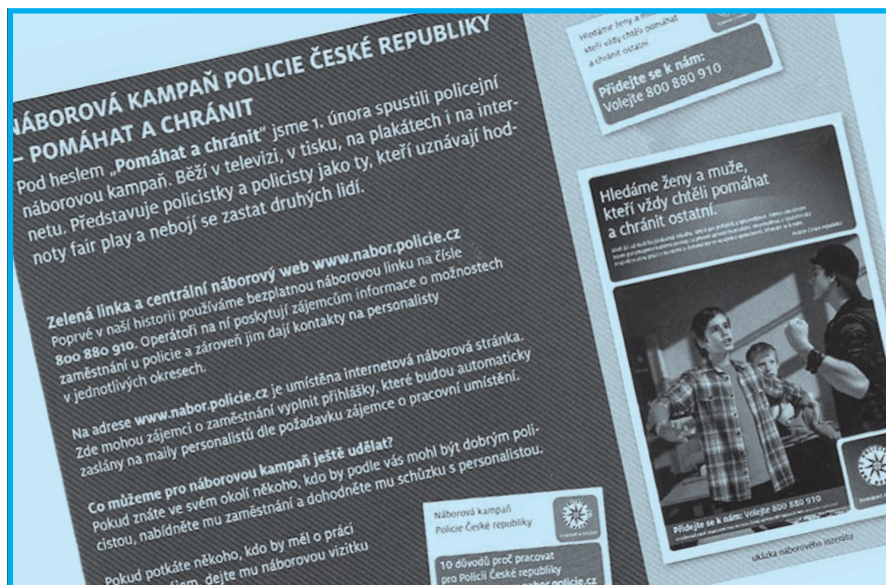 NÁBOROVÁ KAMPAŇ POLICIE ČESKÉ REPUBLIKY
– POMÁHAT A CHRÁNIT
Pod heslem „Pomáhat a chránit“ jsme 1. února spustili policejní
náborovou kampaň. Běží v televizi, v tisku, na plakátech i na inter-
netu. Představuje policistky a policisty jako ty, kteří uznávají hod-
noty fair play a nebojí se zastat druhých lidí.
Zelená linka a centrální náborový web www.nabor.policie.cz
Poprvé v naší historii používáme bezplatnou náborovou linku na čísle
800 880 910. Operátoři na ní poskytují zájemcům informace o možnostech
zaměstnání u policie a zároveň jim dají kontakty na personalisty
v jednotlivých okresech.
Na adrese www.nabor.policie.cz je umístěna internetová náborová stránka.
Zde mohou zájemci o zaměstnání vyplnit přihlášky, které budou automaticky
zaslány na maily personalistů dle požadavku zájemce o pracovní umístění.
Co můžeme pro náborovou kampaň ještě udělat?
Pokud znáte ve svém okolí někoho, kdo by podle vás mohl být dobrým poli-
cistou, nabídněte mu zaměstnání a dohodněte mu schůzku s personalistou.
Pokud potkáte někoho, kdo by měl o práci
dejte mu náborovou vizitku
Náborová kampaň
Policie České republiky
10 důvodů proč pracovat
pro Policii České republiky
nabor.policie.cz
Hledáme ženy a muže,
kteří vždy chtěli pomáhat
a chránit ostatní.
Přidejte se k nám:
Volejte 800 880 910
Hledáme ženy a muže,
kteří vždy chtěli pomáhat
a chránit ostatní.
Policie České republiky
Přidejte se k nám: Volejte 800 880 910
ukázka náborového inzerátu